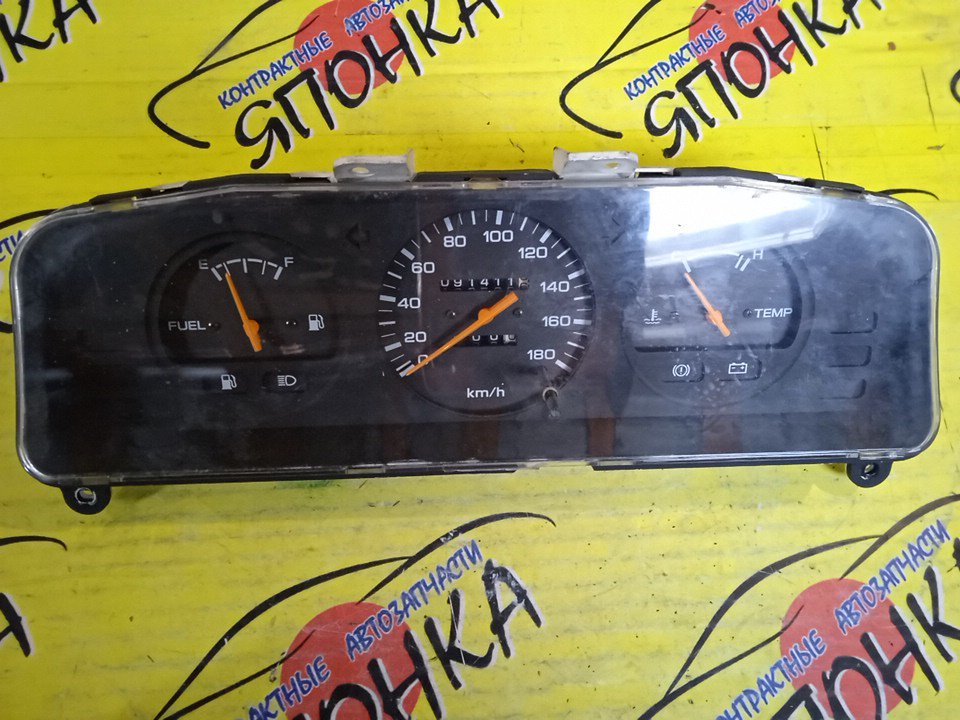 КОНТРАКТНЫЕ АВТОЗАПЧАСТИ
ЯПОНКА
КОНТРАКТНЫЕ АВТОЗАПЧАСТИ
ЯПОНКА
E F
FUEL
0 20 40 60 80 100 120 140 160 180
km/h
H
TEMP
КОНТРАКТНЫЕ АВТОЗАПЧАСТИ
ЯПОНКА
КОНТРАКТНЫЕ АВТОЗАПЧАСТИ
ЯПОНКА